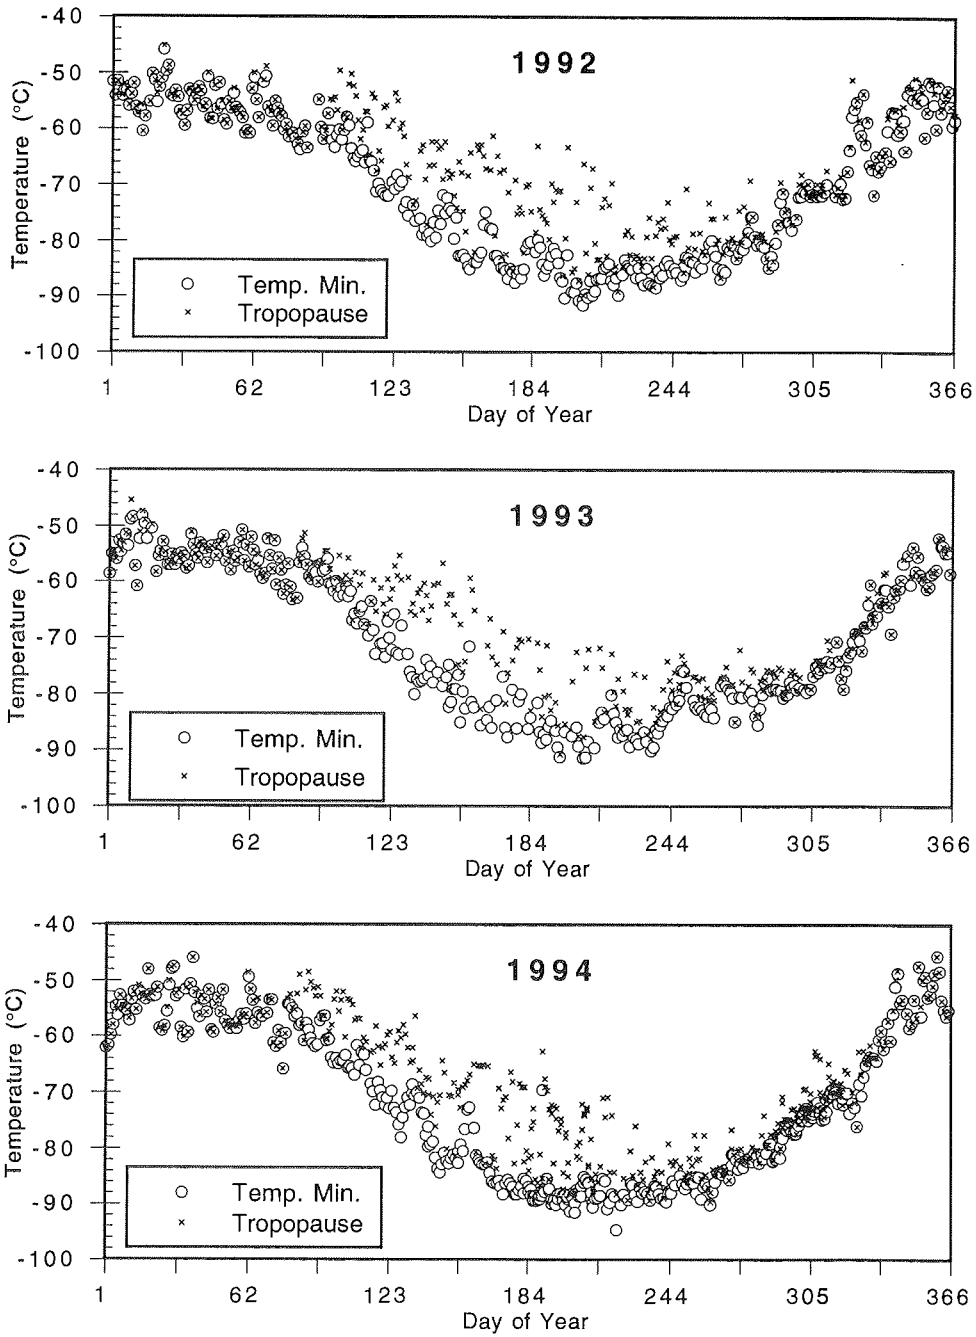 -40
1992
-50
-60
-70
-80
-90
-100
Temperature (°C)
Temp. Min.
Tropopause
1 62 123 184 244 305 366
Day of Year
-40
1993
-50
-60
-70
-80
-90
-100
Temperature (°C)
Temp. Min.
Tropopause
1 62 123 184 244 305 366
Day of Year
-40
1994
-50
-60
-70
-80
-90
-100
Temperature (°C)
Temp. Min.
Tropopause
1 62 123 184 244 305 366
Day of Year